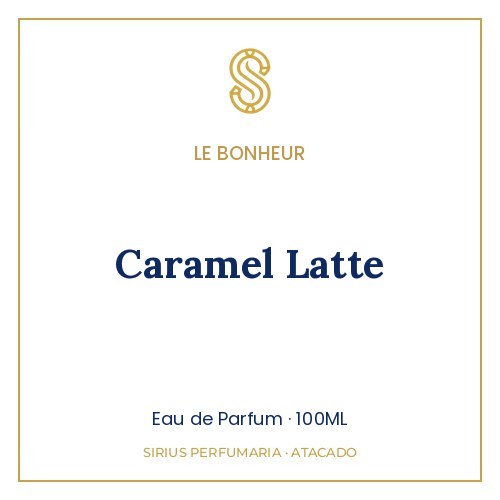 LE BONHEUR
Caramel Latte
Eau de Parfum · 100ML
SIRIUS PERFUMARIA · ATACADO